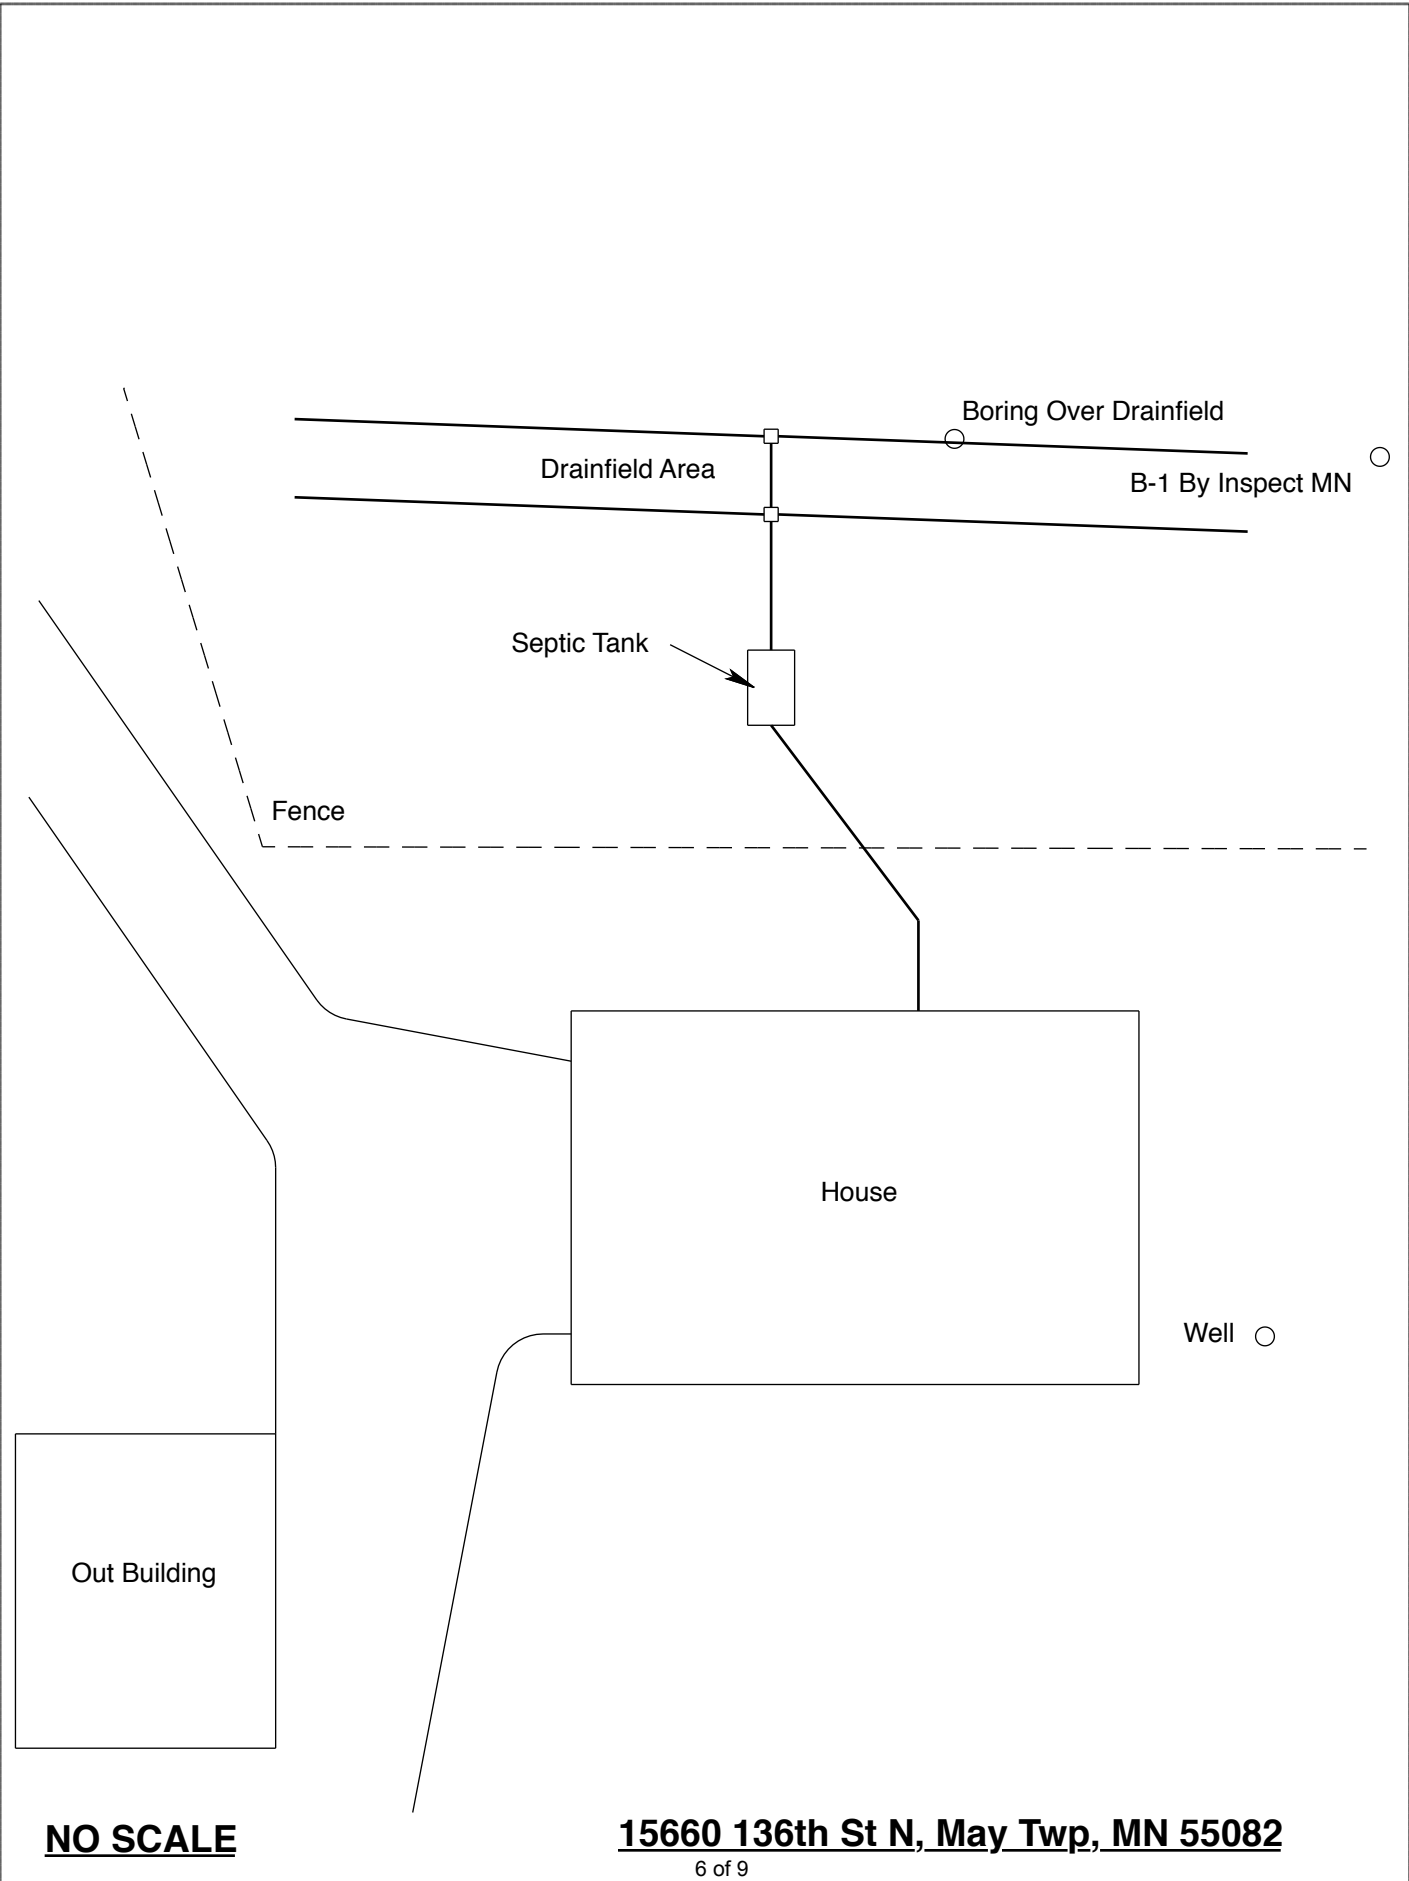 Boring Over Drainfield
Drainfield Area
B-1 By Inspect MN
Septic Tank
Fence
House
Well
Out Building
NO SCALE
15660 136th St N, May Twp, MN 55082
6 of 9